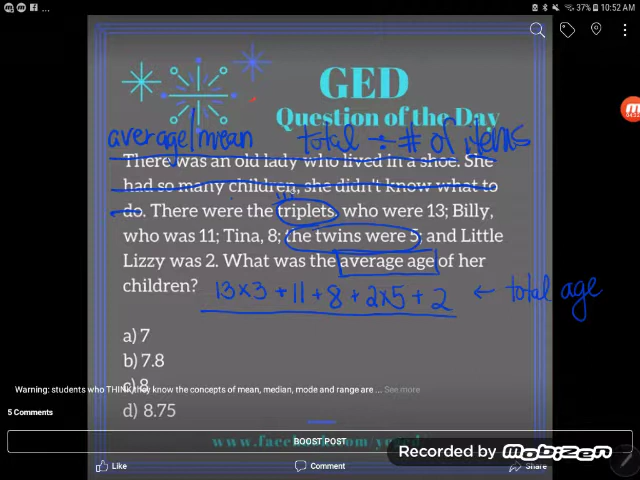 37% 10:52 AM
GED
Question of the Day
average/mean total ÷ # of items
There was an old lady who lived in a shoe. She
had so many children, she didn't know what to
do. There were the triplets, who were 13; Billy,
who was 11; Tina, 8; the twins were 5; and Little
Lizzy was 2. What was the average age of her
children?
13×3 + 11 + 8 + 2×5 + 2 ← total age
a) 7
b) 7.8
c) 8
Warning: students who THINK they know the concepts of mean, median, mode and range are ... See more
5 Comments
d) 8.75
BOOST POST
www.facebook.com/
Recorded by Mobizen
Like Comment Share